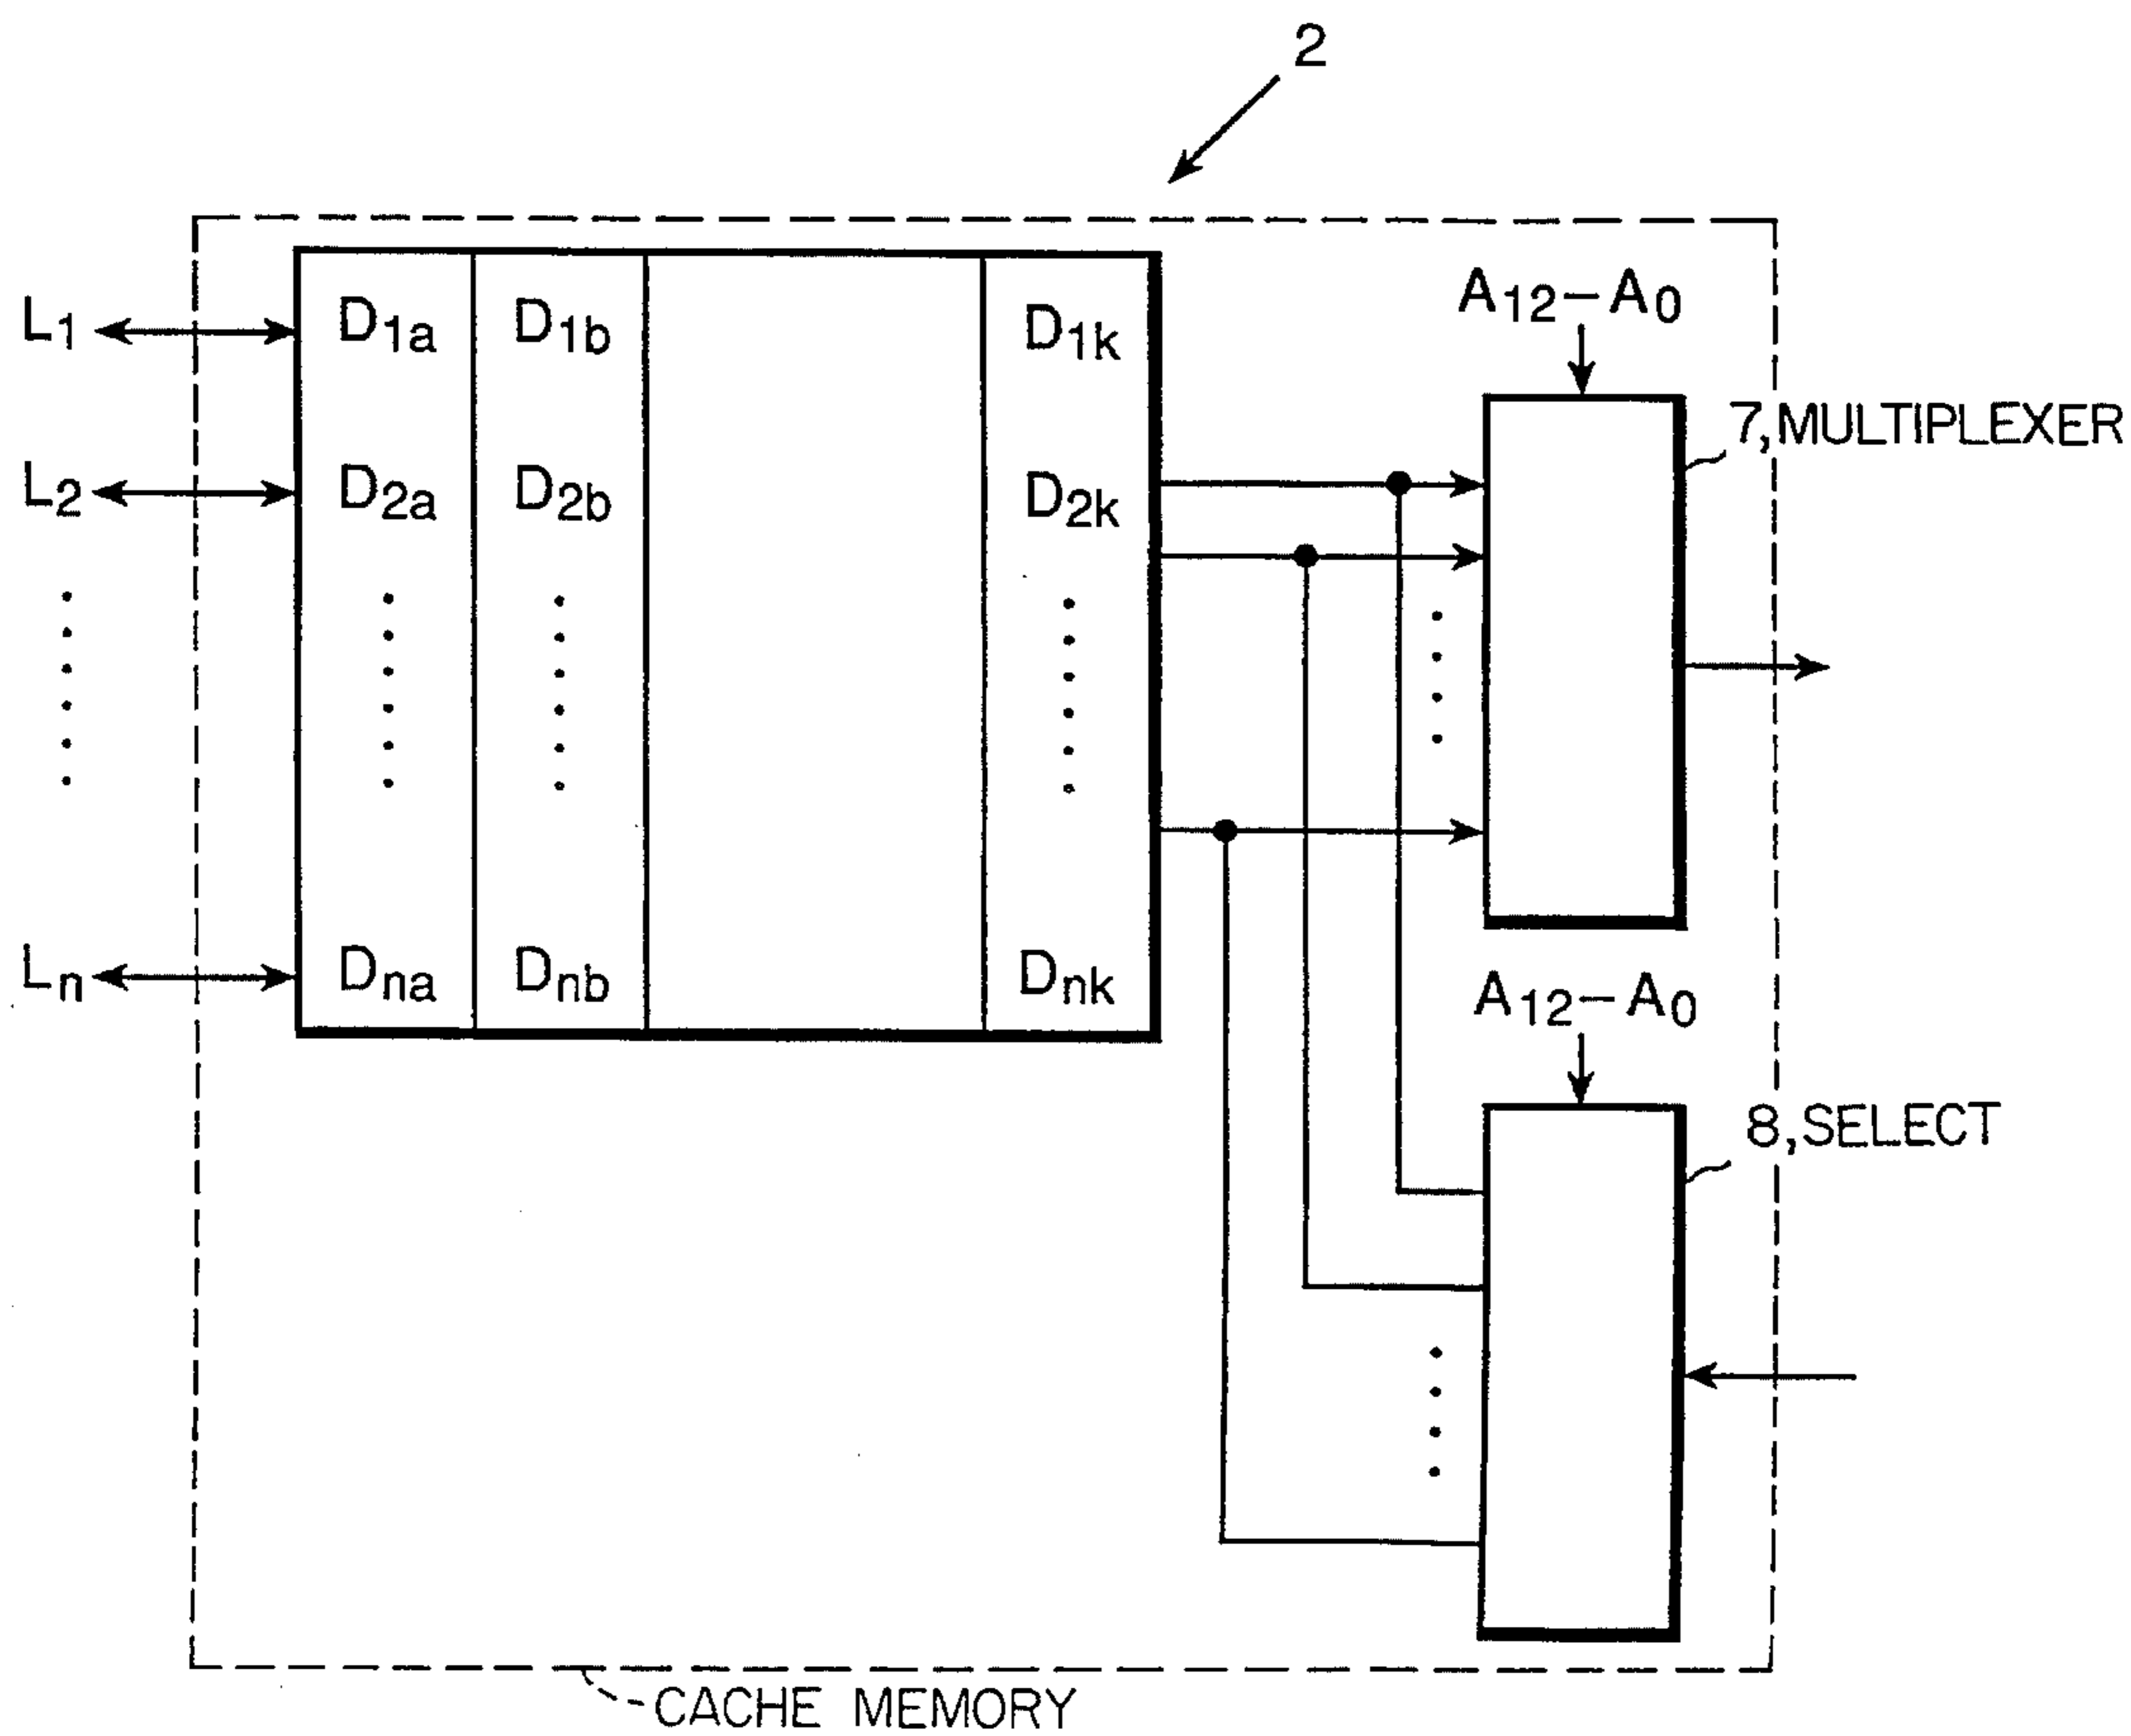 2
L1 D1a D1b D1k A12–A0
7, MULTIPLEXER
L2 D2a D2b D2k
Ln Dna Dnb Dnk A12–A0
8, SELECT
CACHE MEMORY